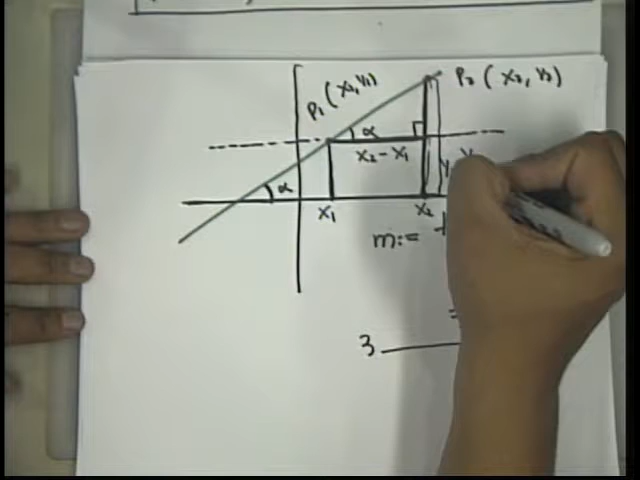 P₁ (x₁, y₁)
P₂ (x₂, y₂)
α
x₂ - x₁
α
x₁
x₂
m :=
3